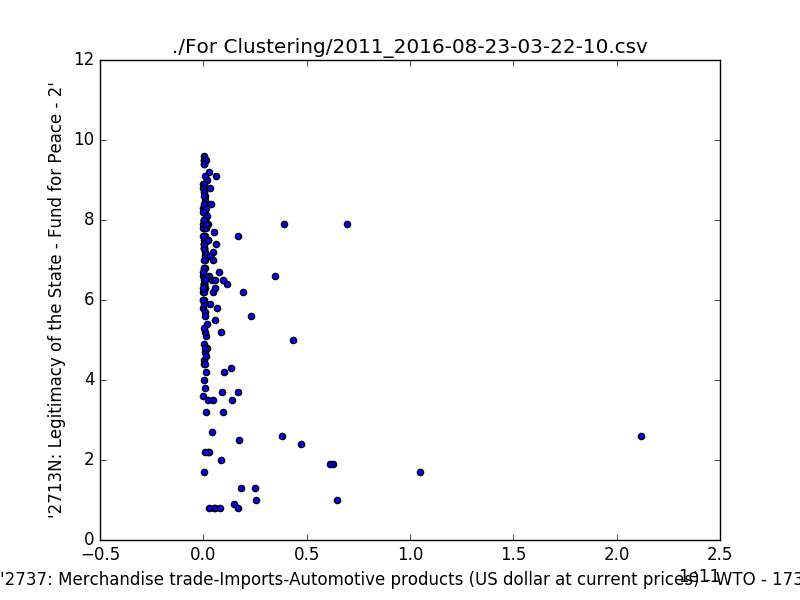 ./For Clustering/2011_2016-08-23-03-22-10.csv
'2713N: Legitimacy of the State - Fund for Peace - 2'
12
10
8
6
4
2
0
−0.5 0.0 0.5 1.0 1.5 2.0 2.5
1e11
'2737: Merchandise trade-Imports-Automotive products (US dollar at current prices) - WTO - 173